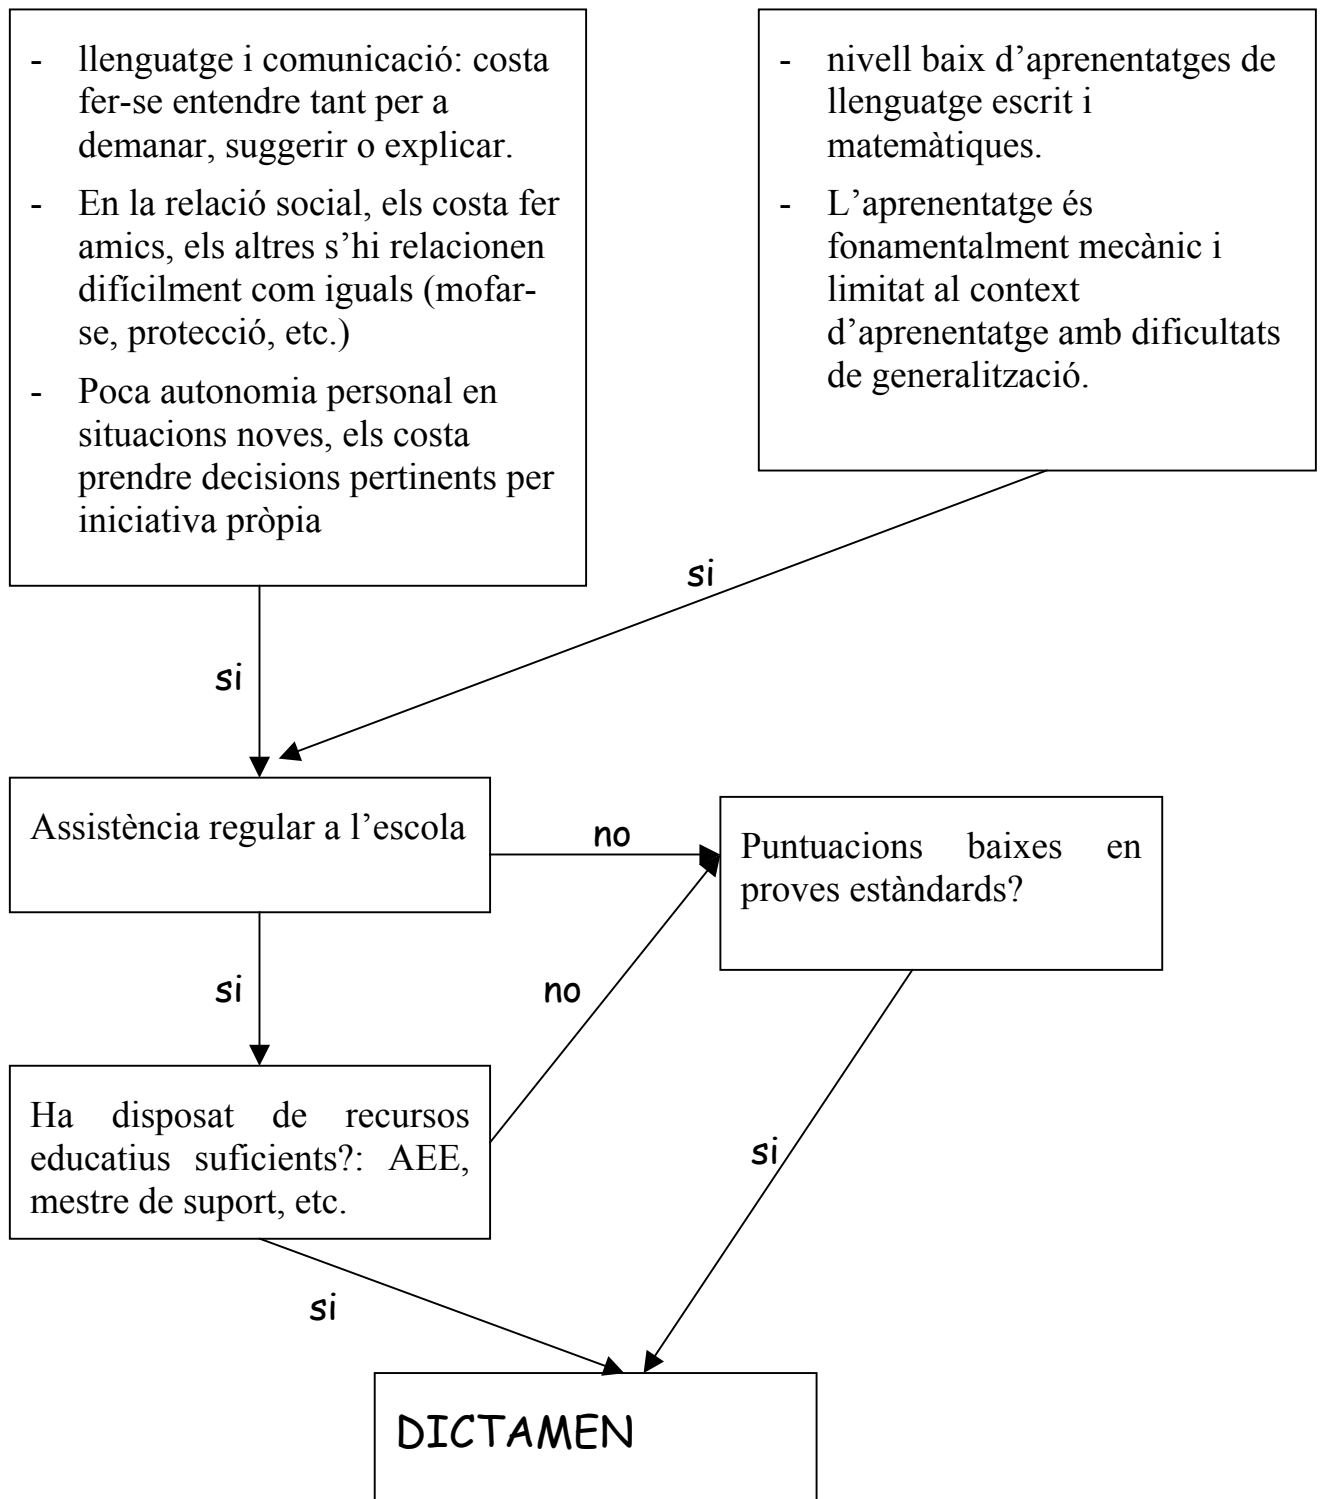 - llenguatge i comunicació: costa
fer-se entendre tant per a
demanar, suggerir o explicar.
- En la relació social, els costa fer
amics, els altres s’hi relacionen
difícilment com iguals (mofar-
se, protecció, etc.)
- Poca autonomia personal en
situacions noves, els costa
prendre decisions pertinents per
iniciativa pròpia
- nivell baix d’aprenentatges de
llenguatge escrit i
matemàtiques.
- L’aprenentatge és
fonamentalment mecànic i
limitat al context
d’aprenentatge amb dificultats
de generalització.
si
si
Assistència regular a l’escola
no
Puntuacions baixes en
proves estàndards?
si
no
Ha disposat de recursos
educatius suficients?: AEE,
mestre de suport, etc.
si
si
DICTAMEN